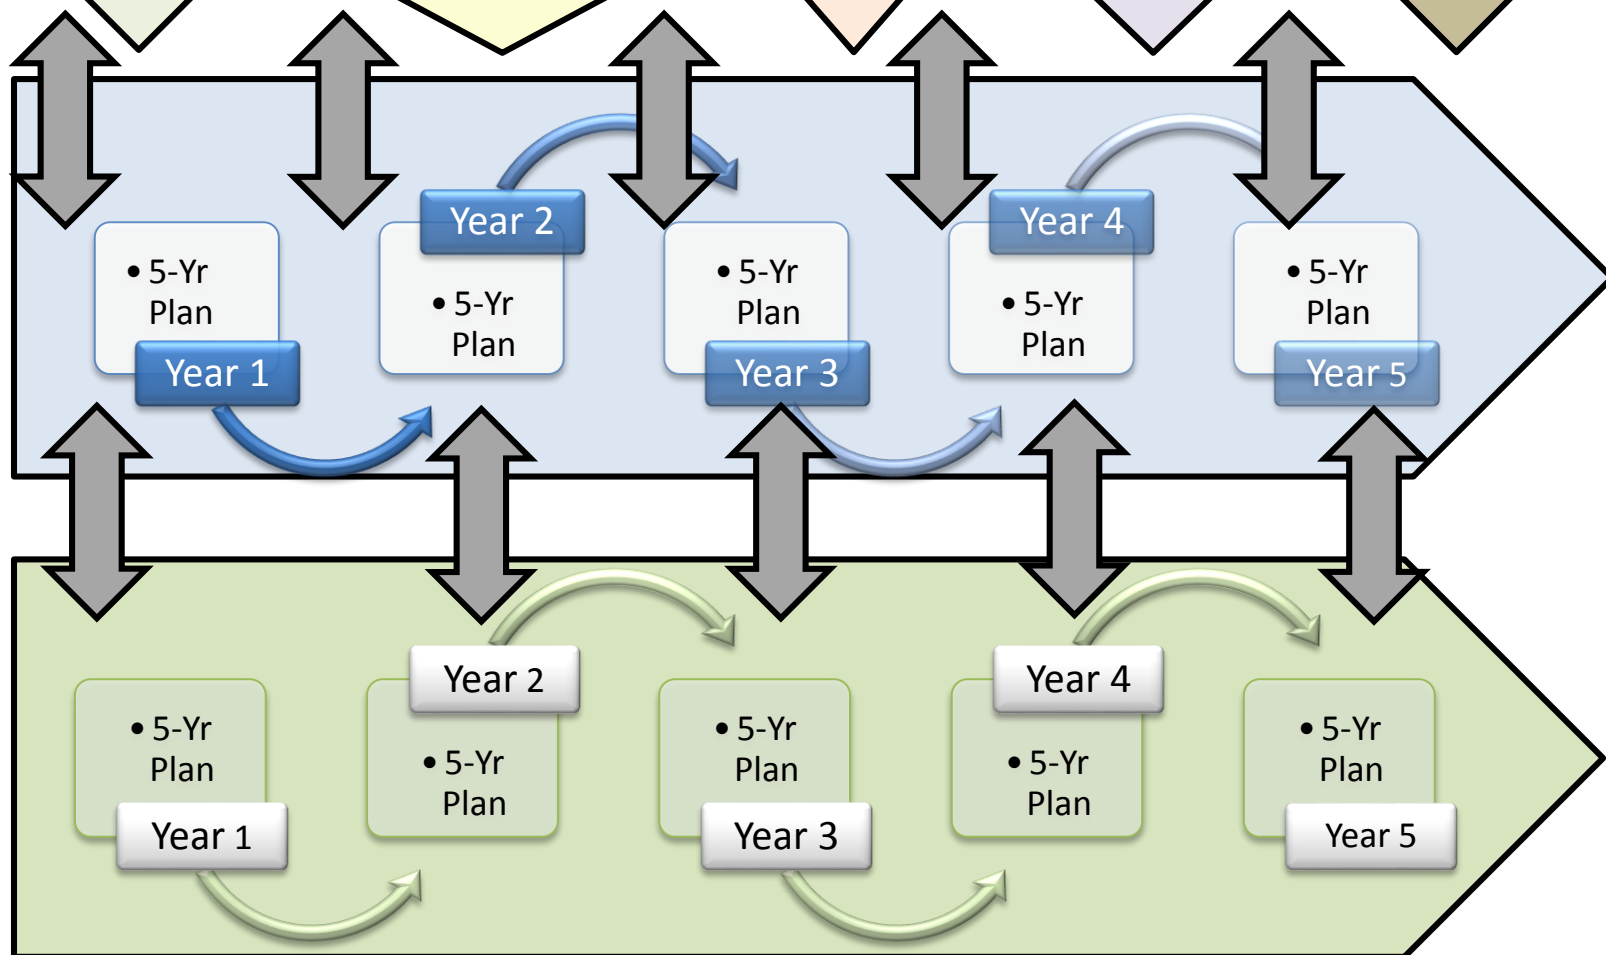 • 5-Yr
Plan
Year 1
Year 2
• 5-Yr
Plan
• 5-Yr
Plan
Year 3
Year 4
• 5-Yr
Plan
• 5-Yr
Plan
Year 5
• 5-Yr
Plan
Year 1
Year 2
• 5-Yr
Plan
• 5-Yr
Plan
Year 3
Year 4
• 5-Yr
Plan
• 5-Yr
Plan
Year 5